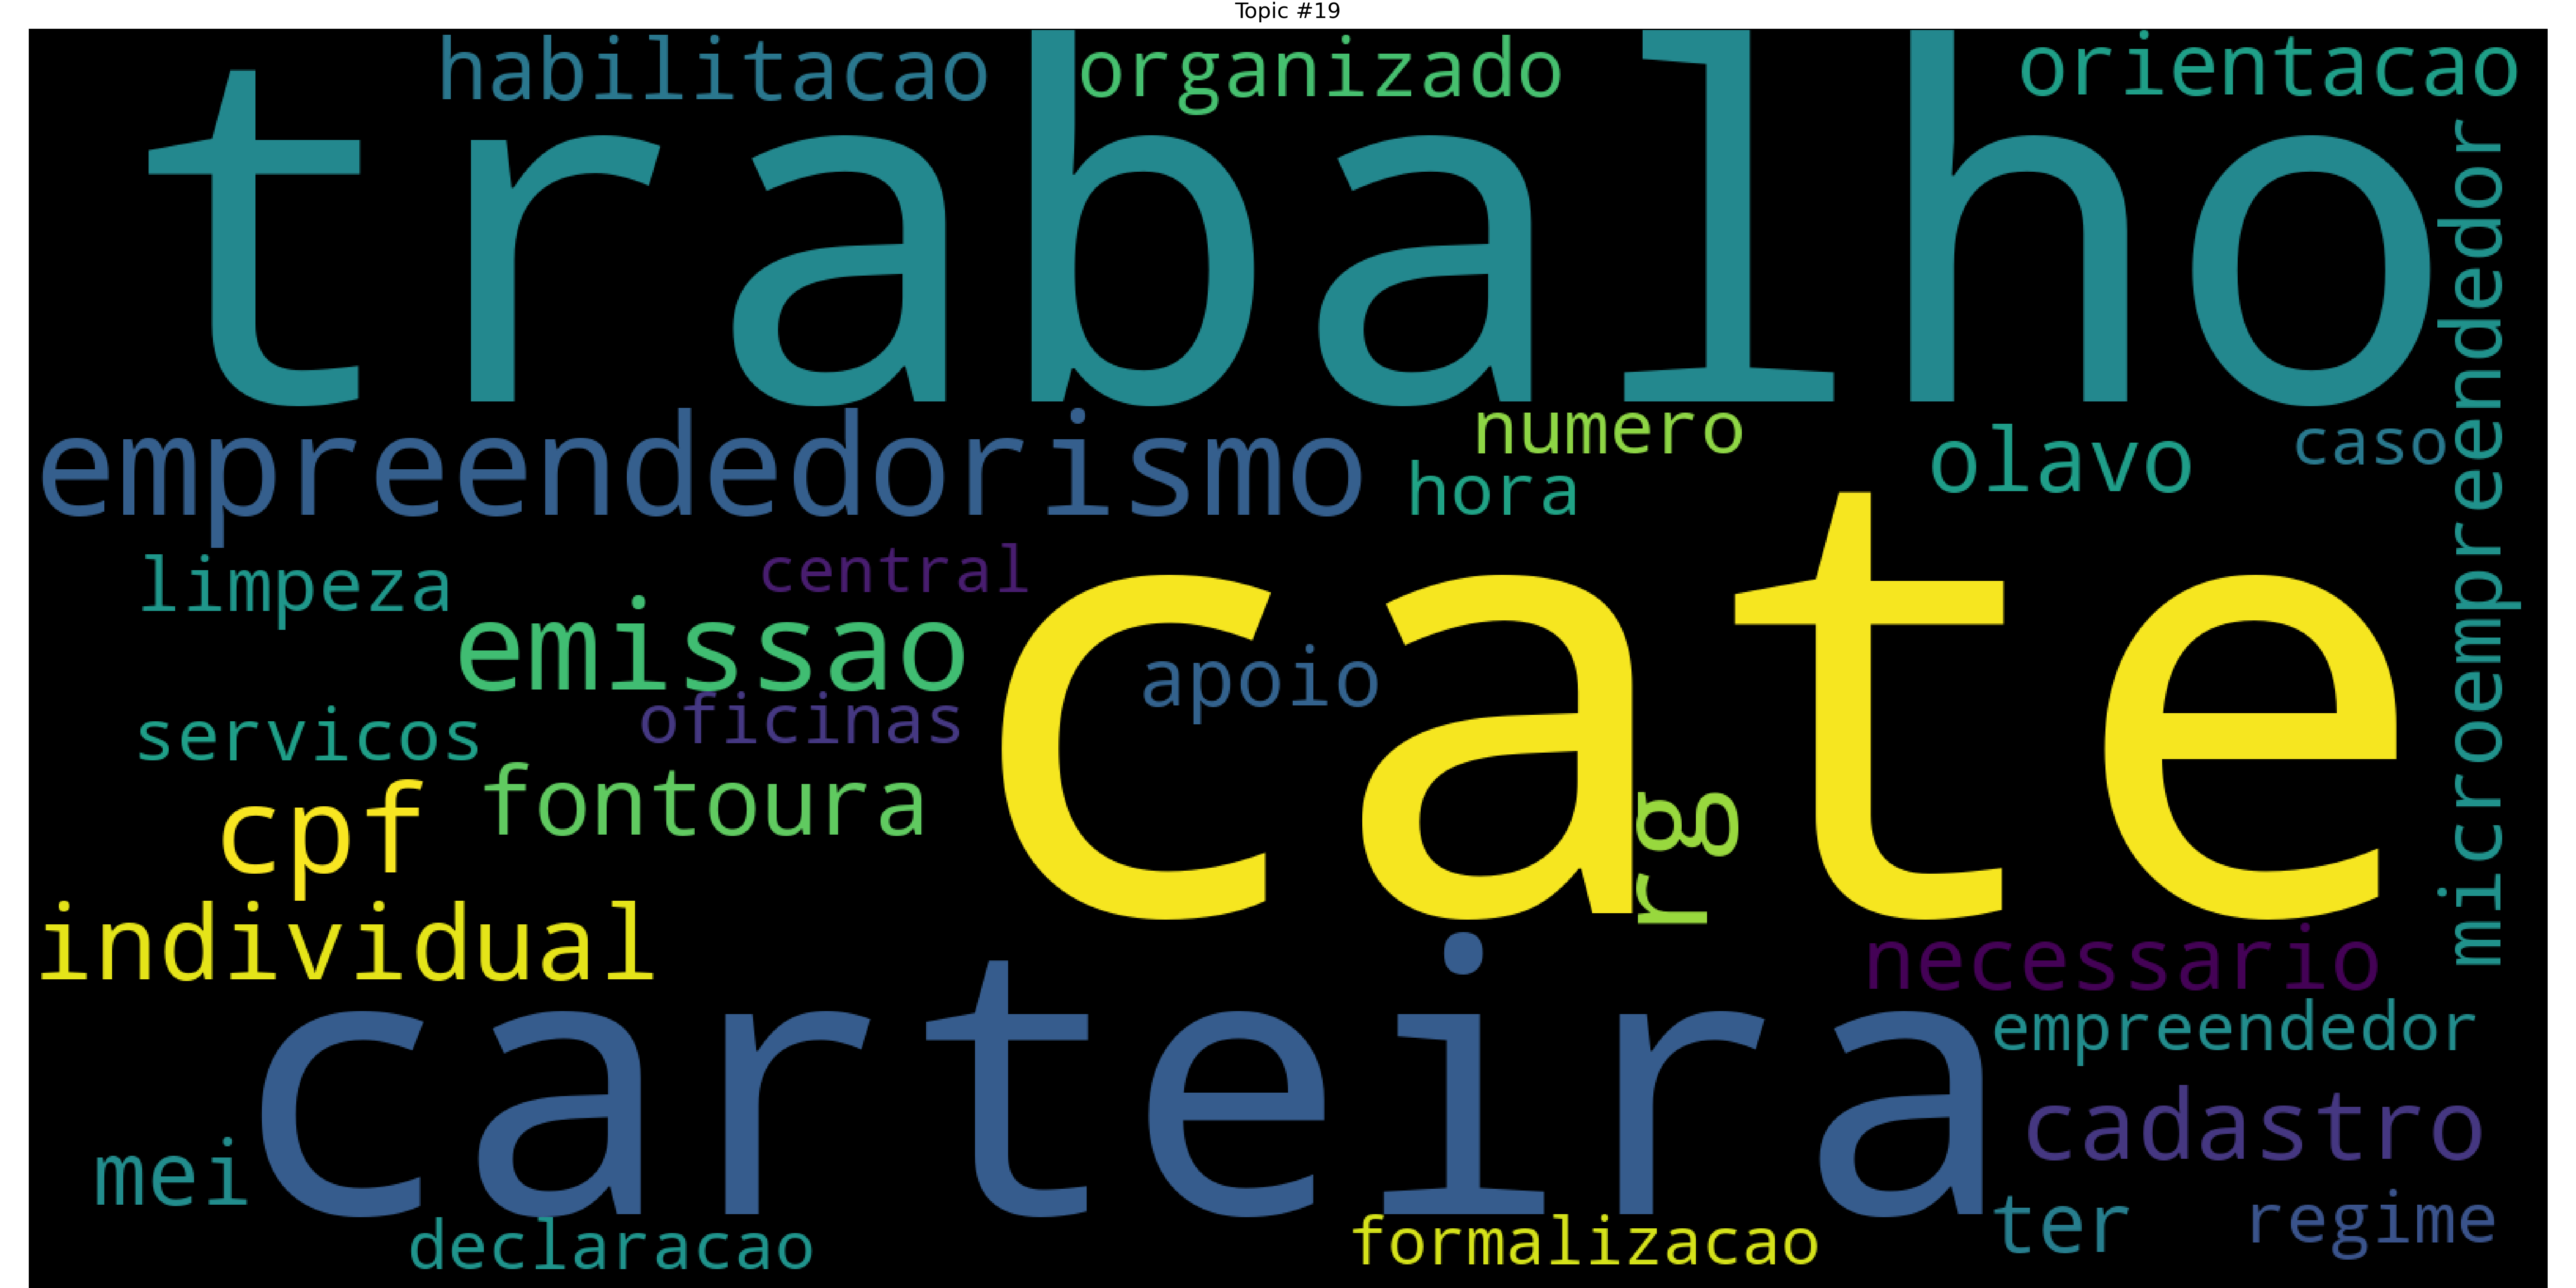 Topic #19
habilitacao
organizado
orientacao
trabalho
microempreendedor
empreendedorismo
numero
hora
olavo
caso
limpeza
central
emissao
cate
apoio
servicos
oficinas
cpf
fontoura
rg
individual
necessario
carteira
empreendedor
cadastro
mei
ter
regime
declaracao
formalizacao